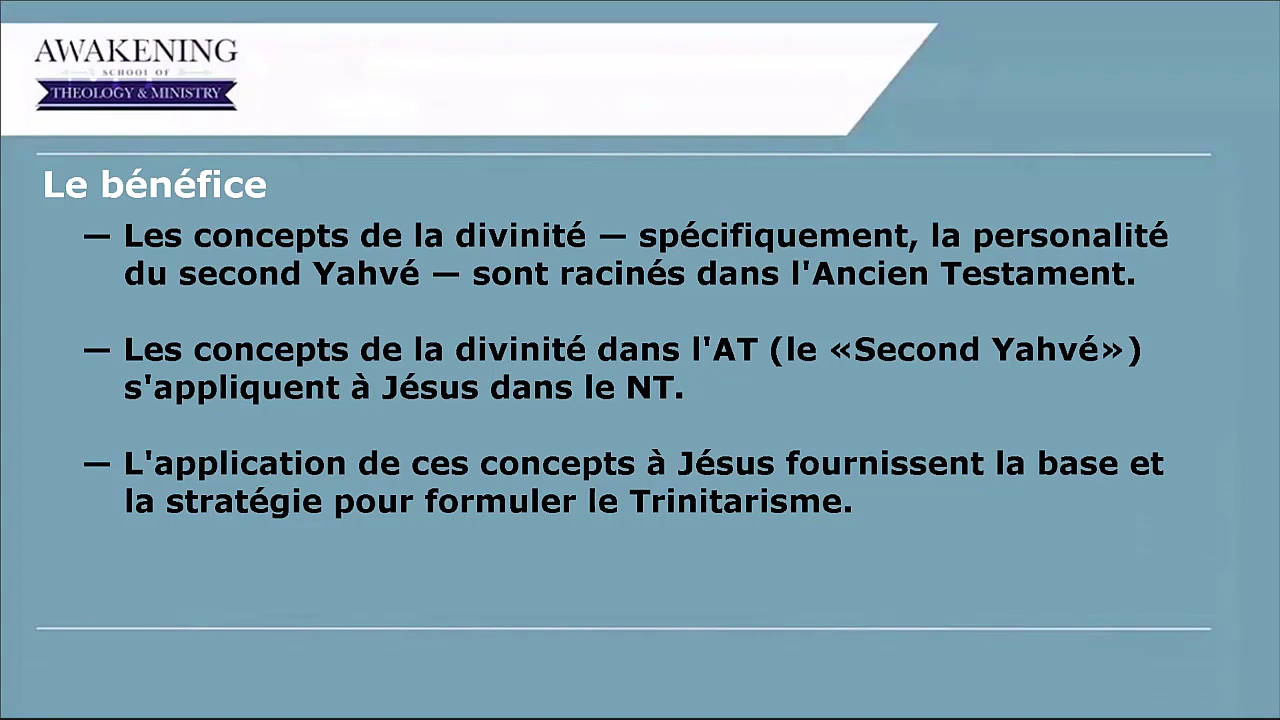 AWAKENING
SCHOOL OF
THEOLOGY & MINISTRY
Le bénéfice
— Les concepts de la divinité — spécifiquement, la personalité
du second Yahvé — sont racinés dans l'Ancien Testament.
— Les concepts de la divinité dans l'AT (le «Second Yahvé»)
s'appliquent à Jésus dans le NT.
— L'application de ces concepts à Jésus fournissent la base et
la stratégie pour formuler le Trinitarisme.